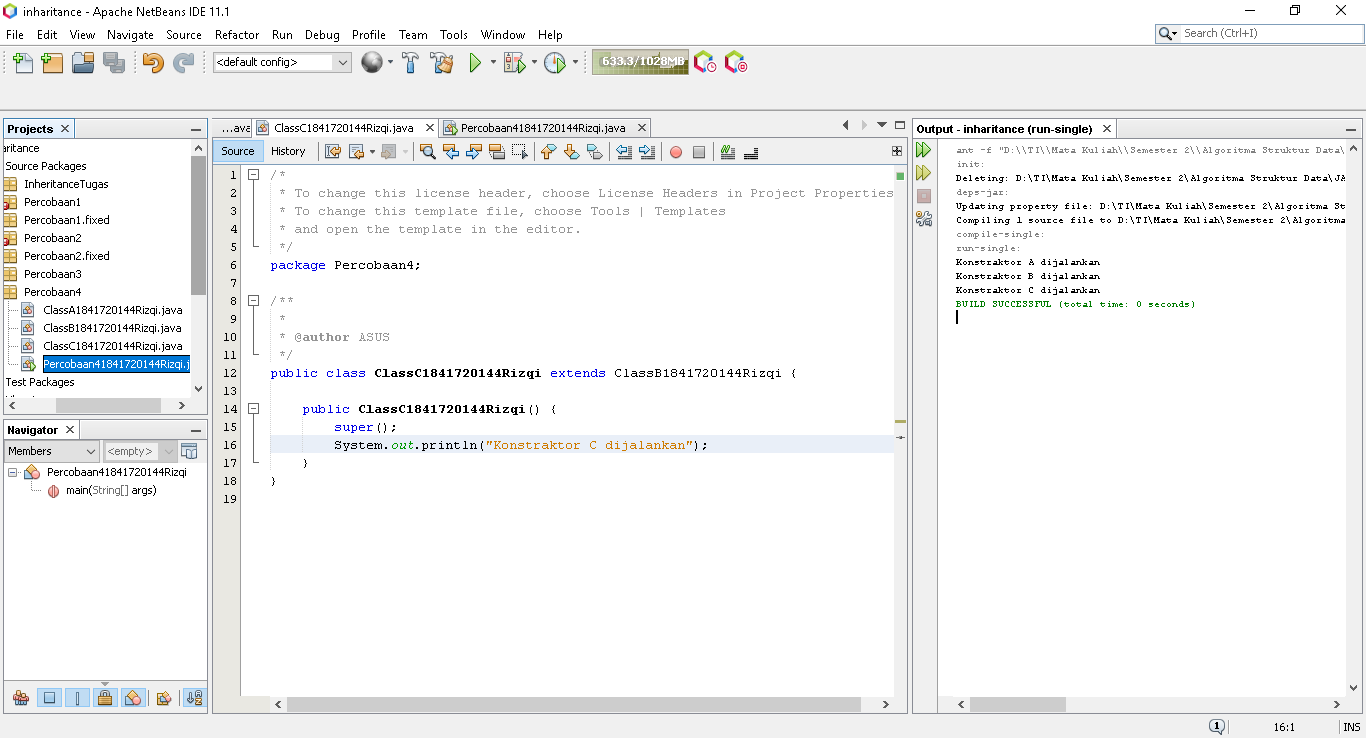 inharitance - Apache NetBeans IDE 11.1
File Edit View Navigate Source Refactor Run Debug Profile Team Tools Window Help
Search (Ctrl+I)
<default config>
633.3/1028MB
Projects
aritance
Source Packages
InheritanceTugas
Percobaan1
Percobaan1.fixed
Percobaan2
Percobaan2.fixed
Percobaan3
Percobaan4
ClassA1841720144Rizqi.java
ClassB1841720144Rizqi.java
ClassC1841720144Rizqi.java
Percobaan41841720144Rizqi.j
Test Packages
Navigator
Members
<empty>
Percobaan41841720144Rizqi
main(String[] args)
...ava ClassC1841720144Rizqi.java Percobaan41841720144Rizqi.java
Source History
1 /*
2 * To change this license header, choose License Headers in Project Properties
3 * To change this template file, choose Tools | Templates
4 * and open the template in the editor.
5 */
6 package Percobaan4;
7
8 /**
9 *
10 * @author ASUS
11 */
12 public class ClassC1841720144Rizqi extends ClassB1841720144Rizqi {
13
14 public ClassC1841720144Rizqi() {
15 super();
16 System.out.println("Konstraktor C dijalankan");
17 }
18 }
19
Output - inharitance (run-single)
ant -f "D:\\TI\\Mata Kuliah\\Semester 2\\Algoritma Struktur Data\
init:
Deleting: D:\TI\Mata Kuliah\Semester 2\Algoritma Struktur Data\JA
deps-jar:
Updating property file: D:\TI\Mata Kuliah\Semester 2\Algoritma St
Compiling 1 source file to D:\TI\Mata Kuliah\Semester 2\Algoritma
compile-single:
run-single:
Konstraktor A dijalankan
Konstraktor B dijalankan
Konstraktor C dijalankan
BUILD SUCCESSFUL (total time: 0 seconds)
1
16:1
INS